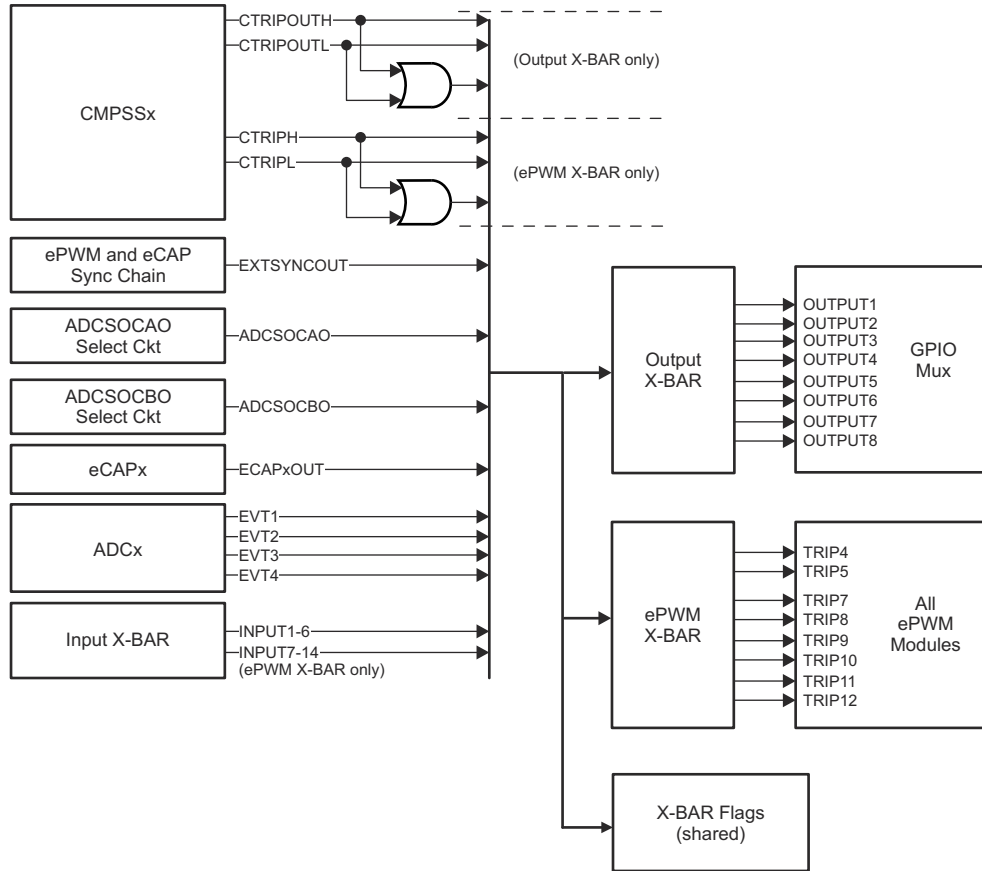 CTRIPOUTH
CTRIPOUTL
(Output X-BAR only)
CMPSSx
CTRIPH
CTRIPL
(ePWM X-BAR only)
ePWM and eCAP
Sync Chain
EXTSYNCOUT
ADCSOCAO
Select Ckt
ADCSOCAO
ADCSOCBO
Select Ckt
ADCSOCBO
eCAPx
ECAPxOUT
ADCx
EVT1
EVT2
EVT3
EVT4
Input X-BAR
INPUT1-6
INPUT7-14
(ePWM X-BAR only)
Output
X-BAR
OUTPUT1
OUTPUT2
OUTPUT3
OUTPUT4
OUTPUT5
OUTPUT6
OUTPUT7
OUTPUT8
GPIO
Mux
ePWM
X-BAR
TRIP4
TRIP5
TRIP7
TRIP8
TRIP9
TRIP10
TRIP11
TRIP12
All
ePWM
Modules
X-BAR Flags
(shared)